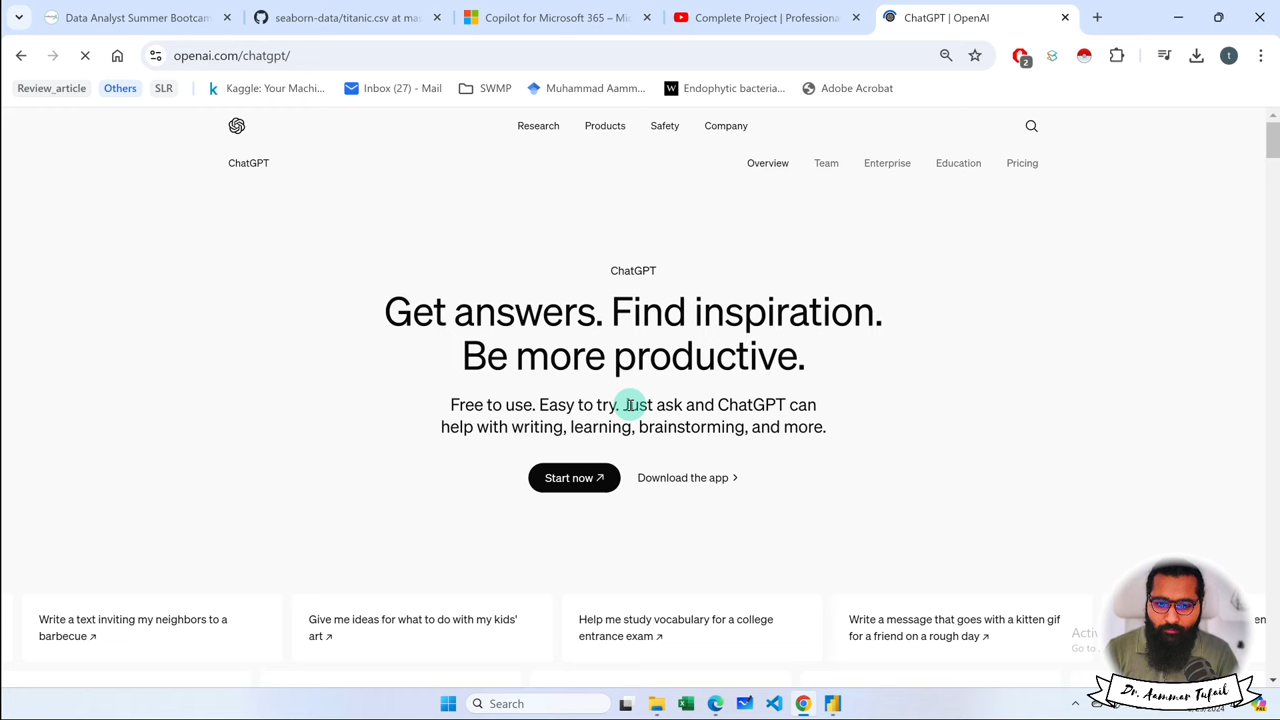 Data Analyst Summer Bootcam
seaborn-data/titanic.csv at mas
Copilot for Microsoft 365 – Mic
Complete Project | Professiona
ChatGPT | OpenAI
openai.com/chatgpt/
2
t
Review_article
Others
SLR
Kaggle: Your Machi...
Inbox (27) - Mail
SWMP
Muhammad Aamm...
Endophytic bacteria...
Adobe Acrobat
Research
Products
Safety
Company
ChatGPT
Overview
Team
Enterprise
Education
Pricing
ChatGPT
Get answers. Find inspiration.
Be more productive.
Free to use. Easy to try. Just ask and ChatGPT can
help with writing, learning, brainstorming, and more.
Start now ↗
Download the app >
Write a text inviting my neighbors to a
barbecue ↗
Give me ideas for what to do with my kids'
art ↗
Help me study vocabulary for a college
entrance exam ↗
Write a message that goes with a kitten gif
for a friend on a rough day ↗
Go to
Dr. Aammar Tufail
Search